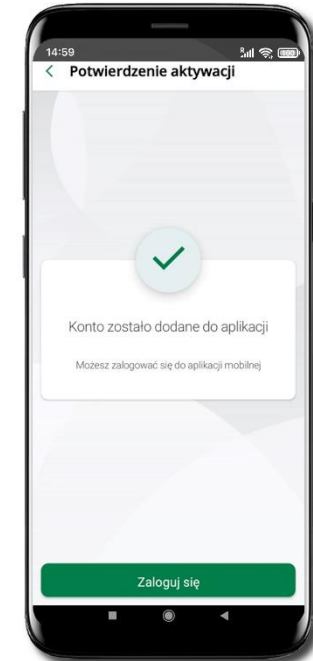 14:59
Potwierdzenie aktywacji
Konto zostało dodane do aplikacji
Możesz zalogować się do aplikacji mobilnej
Zaloguj się